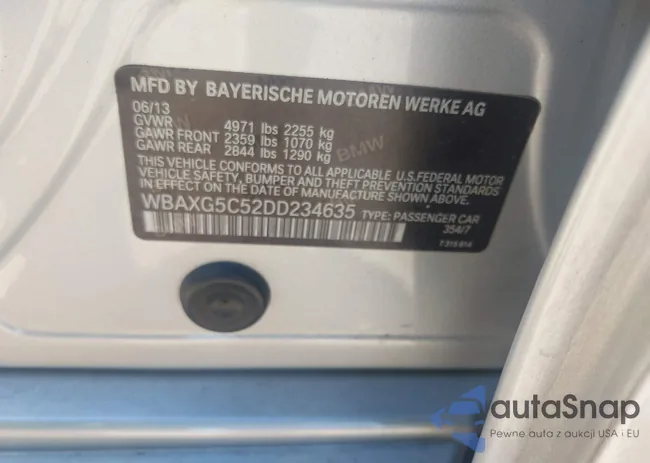 MFD BY BAYERISCHE MOTOREN WERKE AG
06/13
GVWR 4971 lbs 2255 kg
GAWR FRONT 2359 lbs 1070 kg
GAWR REAR 2844 lbs 1290 kg
BMW
THIS VEHICLE CONFORMS TO ALL APPLICABLE U.S.FEDERAL MOTOR
VEHICLE SAFETY, BUMPER AND THEFT PREVENTION STANDARDS
IN EFFECT ON THE DATE OF MANUFACTURE SHOWN ABOVE.
WBAXG5C52DD234635 TYPE: PASSENGER CAR
354/7
autaSnap
Pewne auta z aukcji USA i EU